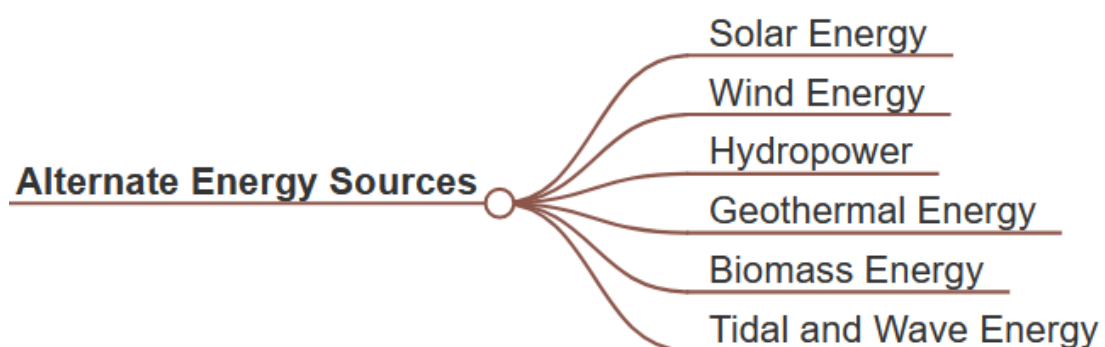 Alternate Energy Sources
Solar Energy
Wind Energy
Hydropower
Geothermal Energy
Biomass Energy
Tidal and Wave Energy